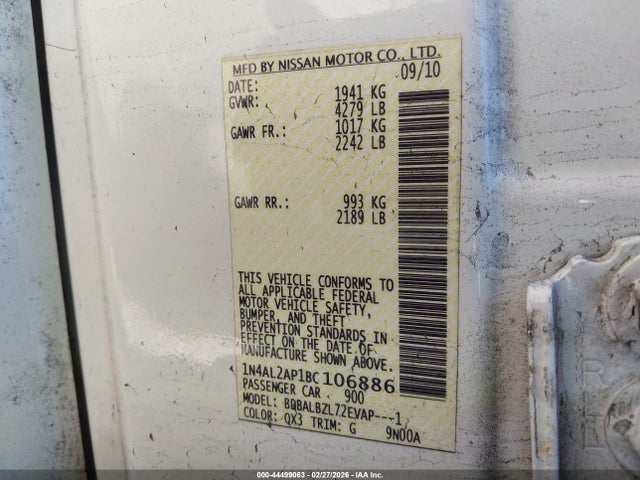 MFD BY NISSAN MOTOR CO., LTD.
DATE: 09/10
GVWR: 1941 KG
4279 LB
GAWR FR.: 1017 KG
2242 LB
GAWR RR.: 993 KG
2189 LB
THIS VEHICLE CONFORMS TO
ALL APPLICABLE FEDERAL
MOTOR VEHICLE SAFETY,
BUMPER, AND THEFT
PREVENTION STANDARDS IN
EFFECT ON THE DATE OF
MANUFACTURE SHOWN ABOVE.
1N4AL2AP1BC106886
PASSENGER CAR 900
MODEL: BDBALBZL72EVAP---1
COLOR: QX3 TRIM: G 9N00A
000-44499063 - 02/27/2026 - IAA Inc.